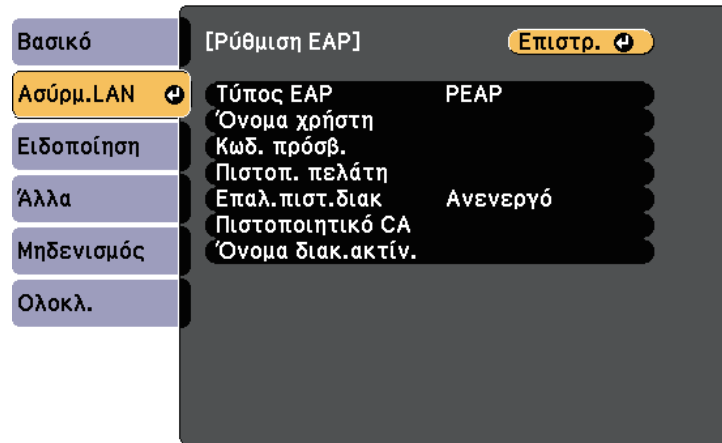 Βασικό
Ασύρμ.LAN
Ειδοποίηση
Άλλα
Μηδενισμός
Ολοκλ.
[Ρύθμιση EAP]
Επιστρ.
Τύπος EAP PEAP
Όνομα χρήστη
Κωδ. πρόσβ.
Πιστοπ. πελάτη
Επαλ.πιστ.διακ Ανενεργό
Πιστοποιητικό CA
Όνομα διακ.ακτίν.